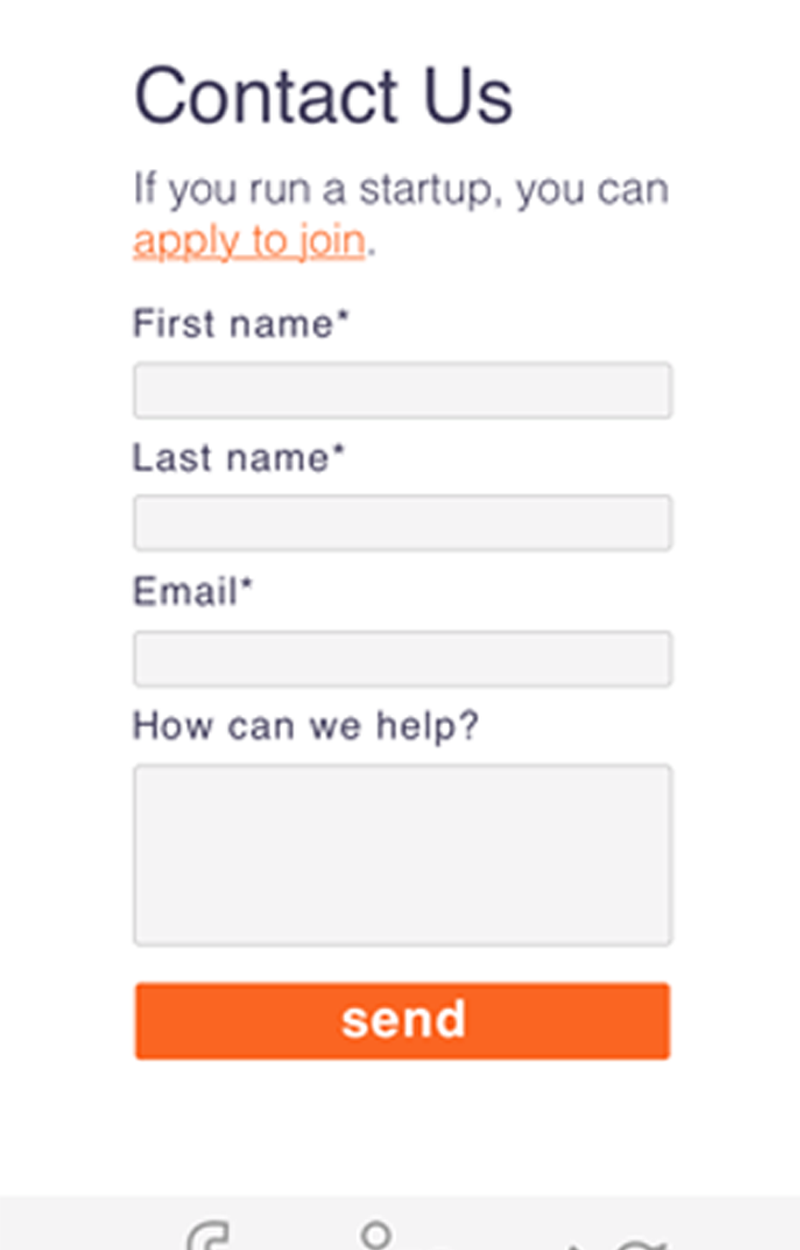 Contact Us
If you run a startup, you can
apply to join.
First name*
Last name*
Email*
How can we help?
send